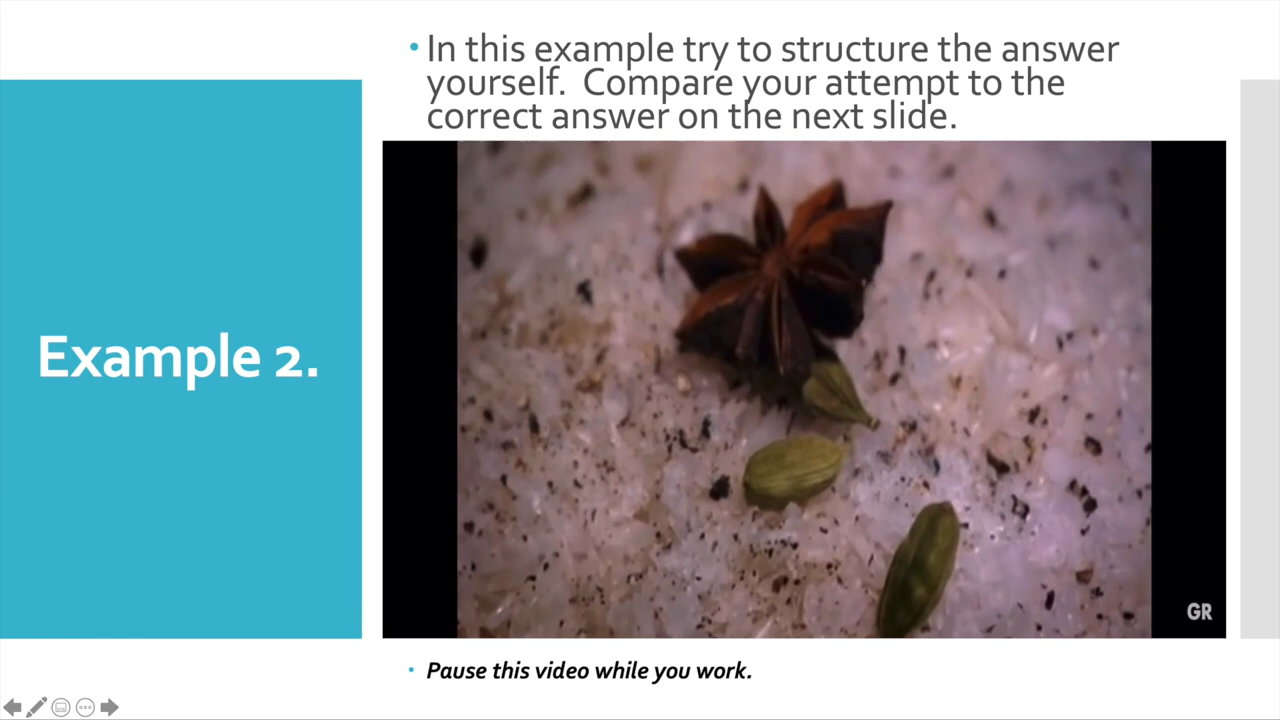 In this example try to structure the answer
yourself.  Compare your attempt to the
correct answer on the next slide.
Example 2.
GR
Pause this video while you work.